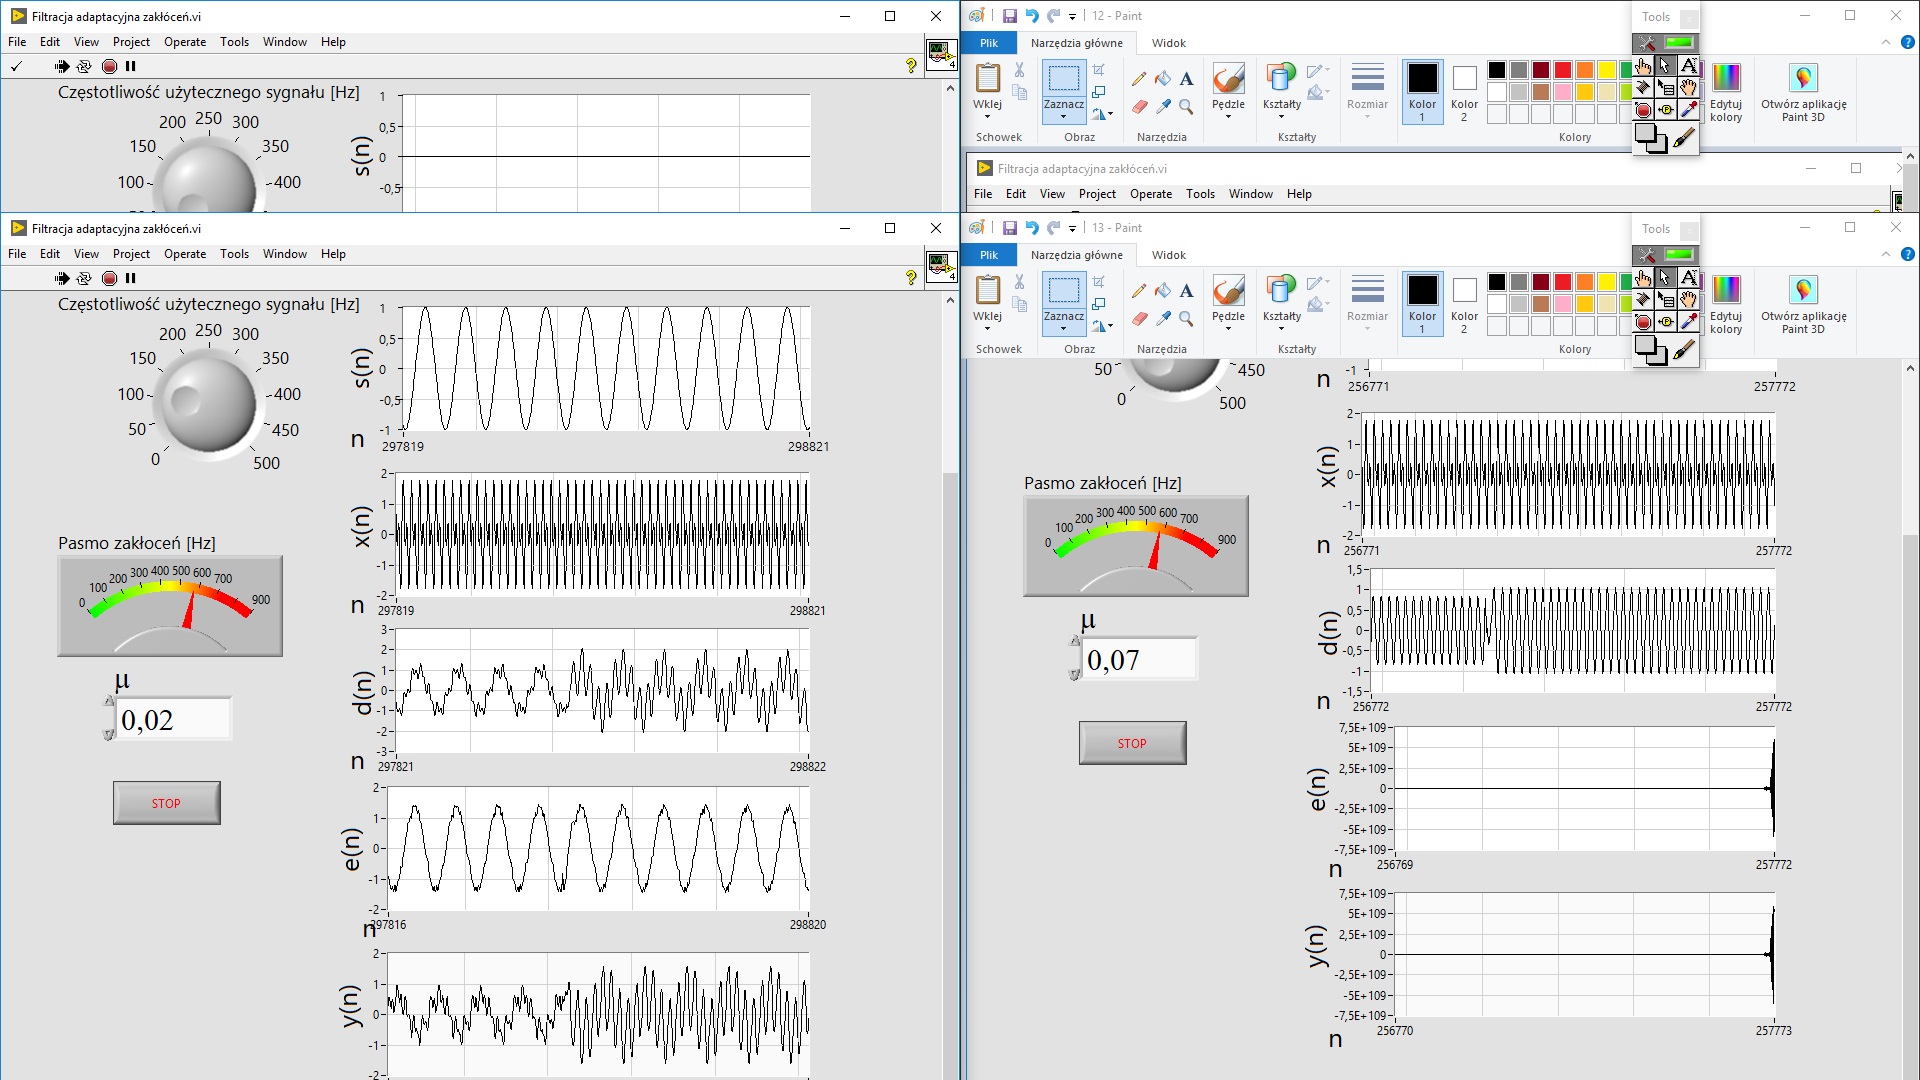 Filtracja adaptacyjna zakłóceń.vi
File Edit View Project Operate Tools Window Help
4
Częstotliwość użytecznego sygnału [Hz]
200 250 300
150 350
100 400
s(n)
1
0,5
0
-0,5
12 - Paint
Tools
Plik Narzędzia główne Widok
Wklej
Zaznacz
Pędzle
Kształty
Rozmiar
Kolor 1
Kolor 2
Edytuj kolory
Otwórz aplikację Paint 3D
Schowek Obraz Narzędzia Kształty Kolory
Filtracja adaptacyjna zakłóceń.vi
File Edit View Project Operate Tools Window Help
Filtracja adaptacyjna zakłóceń.vi
File Edit View Project Operate Tools Window Help
4
Częstotliwość użytecznego sygnału [Hz]
200 250 300
150 350
100 400
50 450
0 500
s(n)
1
0,5
0
-0,5
-1
n
297819 298821
x(n)
2
1
0
-1
-2
n
297819 298821
Pasmo zakłoceń [Hz]
0 100 200 300 400 500 600 700 900
μ
0,02
STOP
d(n)
3
2
1
0
-1
-2
-3
n
297821 298822
e(n)
2
1
0
-1
-2
n
297816 298820
y(n)
2
1
0
-1
-2
13 - Paint
Tools
Plik Narzędzia główne Widok
Wklej
Zaznacz
Pędzle
Kształty
Rozmiar
Kolor 1
Kolor 2
Edytuj kolory
Otwórz aplikację Paint 3D
Schowek Obraz Narzędzia Kształty Kolory
50 450
0 500
-1
n
256771 257772
x(n)
2
1
0
-1
-2
n
256771 257772
Pasmo zakłoceń [Hz]
0 100 200 300 400 500 600 700 900
μ
0,07
STOP
d(n)
1,5
1
0,5
0
-0,5
-1
-1,5
n
256772 257772
e(n)
7,5E+109
5E+109
2,5E+109
0
-2,5E+109
-5E+109
-7,5E+109
n
256769 257772
y(n)
7,5E+109
5E+109
2,5E+109
0
-2,5E+109
-5E+109
-7,5E+109
n
256770 257773